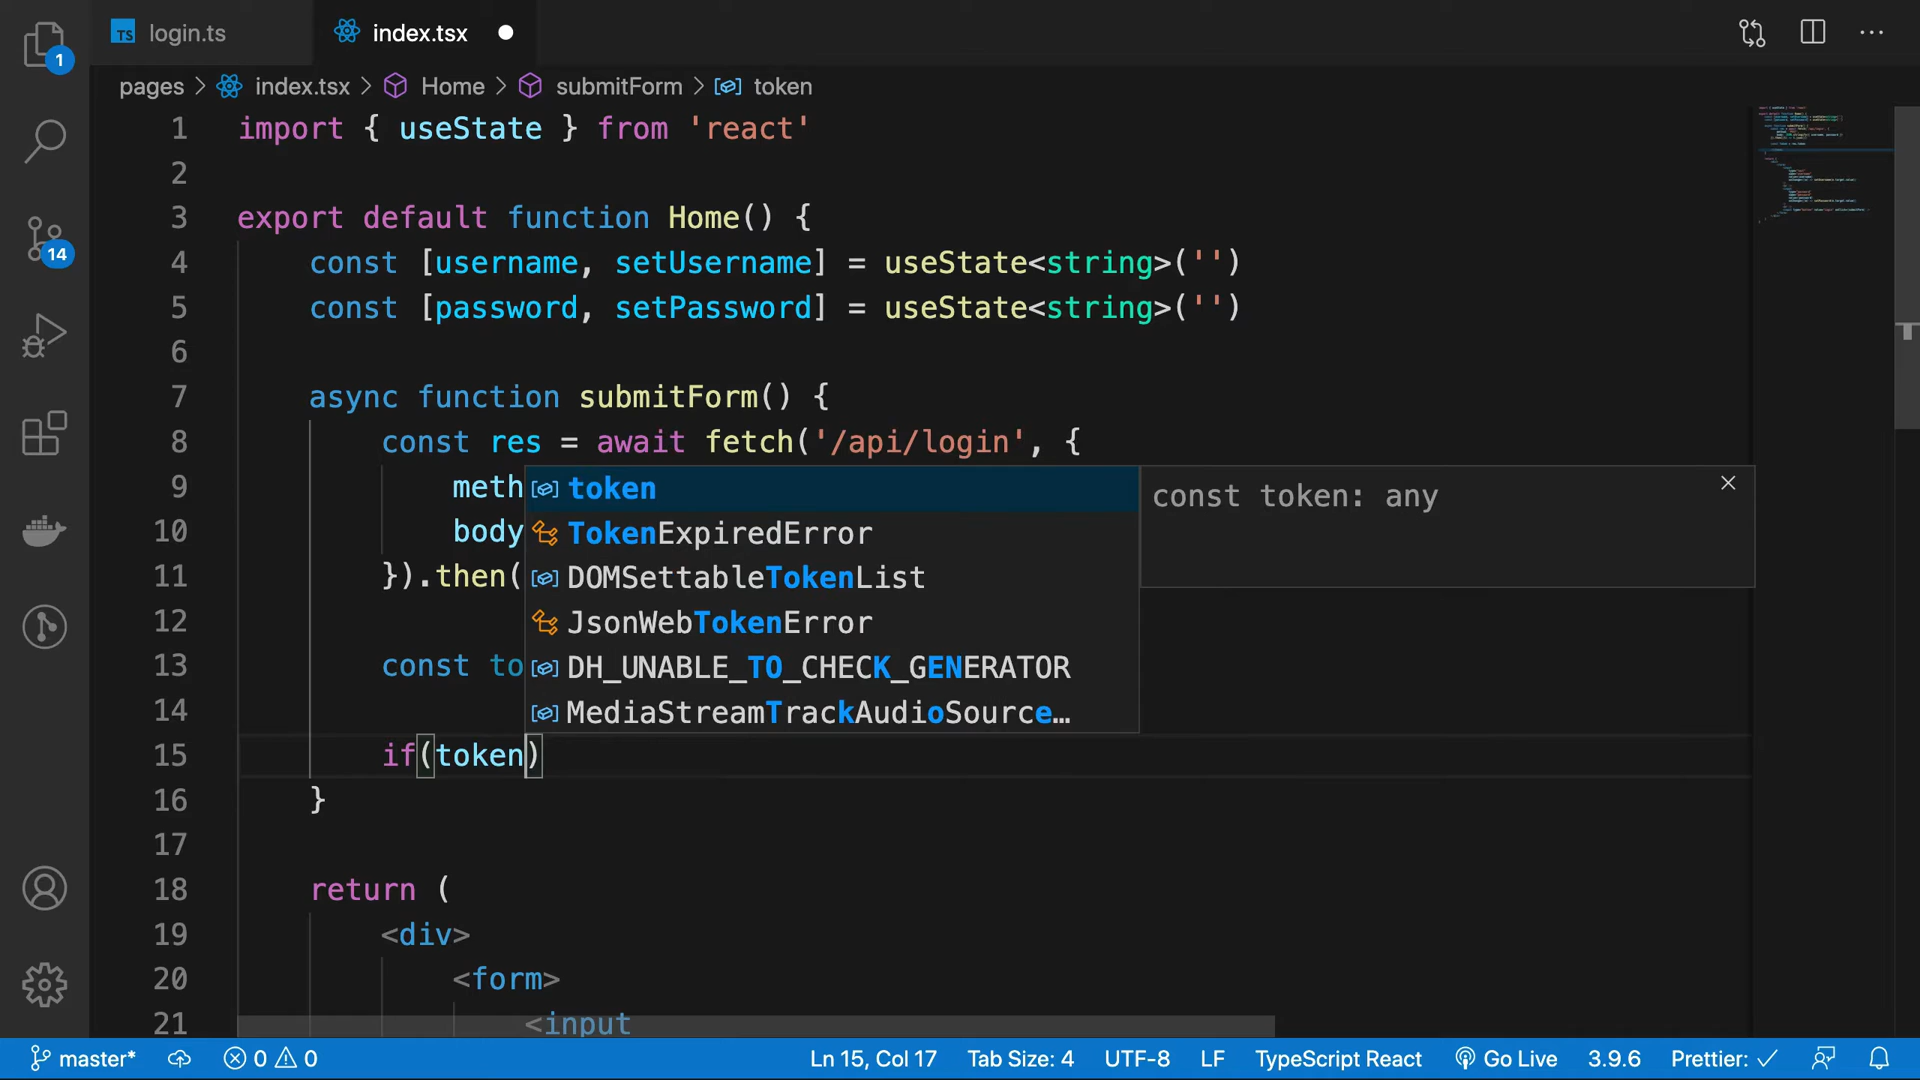 login.ts
index.tsx
pages > index.tsx > Home > submitForm > token
1 import { useState } from 'react'
2
3 export default function Home() {
4 const [username, setUsername] = useState<string>('')
5 const [password, setPassword] = useState<string>('')
6
7 async function submitForm() {
8 const res = await fetch('/api/login', {
9 meth
10 body
11 }).then(
12
13 const to
14
15 if(token)
16 }
17
18 return (
19 <div>
20 <form>
21 <input
token
TokenExpiredError
DOMSettableTokenList
JsonWebTokenError
DH_UNABLE_TO_CHECK_GENERATOR
MediaStreamTrackAudioSource…
const token: any
1
14
TS
master* 0 0 Ln 15, Col 17 Tab Size: 4 UTF-8 LF TypeScript React Go Live 3.9.6 Prettier: ✓